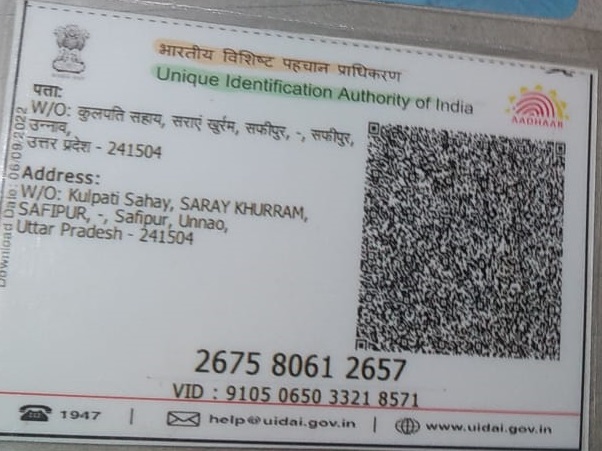 भारतीय विशिष्ट पहचान प्राधिकरण
Unique Identification Authority of India
AADHAAR
पता:
W/O: कुलपति सहाय, सराएं खुर्रम, सफीपुर, -, सफीपुर,
उन्नाव,
उत्तर प्रदेश - 241504
Address:
W/O: Kulpati Sahay, SARAY KHURRAM,
SAFIPUR, -, Safipur, Unnao,
Uttar Pradesh - 241504
Download Date: 06/09/2022
2675 8061 2657
VID : 9105 0650 3321 8571
1947 | help@uidai.gov.in | www.uidai.gov.in